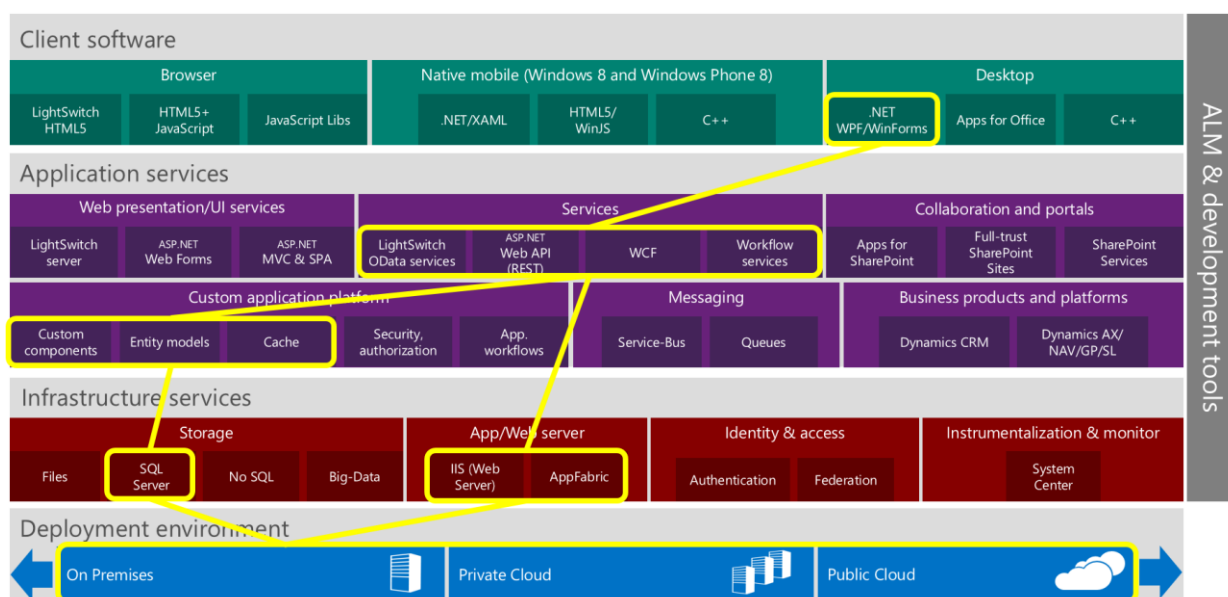 Client software
Browser
Native mobile (Windows 8 and Windows Phone 8)
Desktop
LightSwitch
HTML5
HTML5+
JavaScript
JavaScript Libs
.NET/XAML
HTML5/
WinJS
C++
.NET
WPF/WinForms
Apps for Office
C++
Application services
Web presentation/UI services
Services
Collaboration and portals
LightSwitch
server
ASP.NET
Web Forms
ASP.NET
MVC & SPA
LightSwitch
OData services
ASP.NET
Web API
(REST)
WCF
Workflow
services
Apps for
SharePoint
Full-trust
SharePoint
Sites
SharePoint
Services
Custom application platform
Messaging
Business products and platforms
Custom
components
Entity models
Cache
Security,
authorization
App.
workflows
Service-Bus
Queues
Dynamics CRM
Dynamics AX/
NAV/GP/SL
Infrastructure services
Storage
App/Web server
Identity & access
Instrumentalization & monitor
Files
SQL
Server
No SQL
Big-Data
IIS (Web
Server)
AppFabric
Authentication
Federation
System
Center
Deployment environment
On Premises
Private Cloud
Public Cloud
ALM & development tools